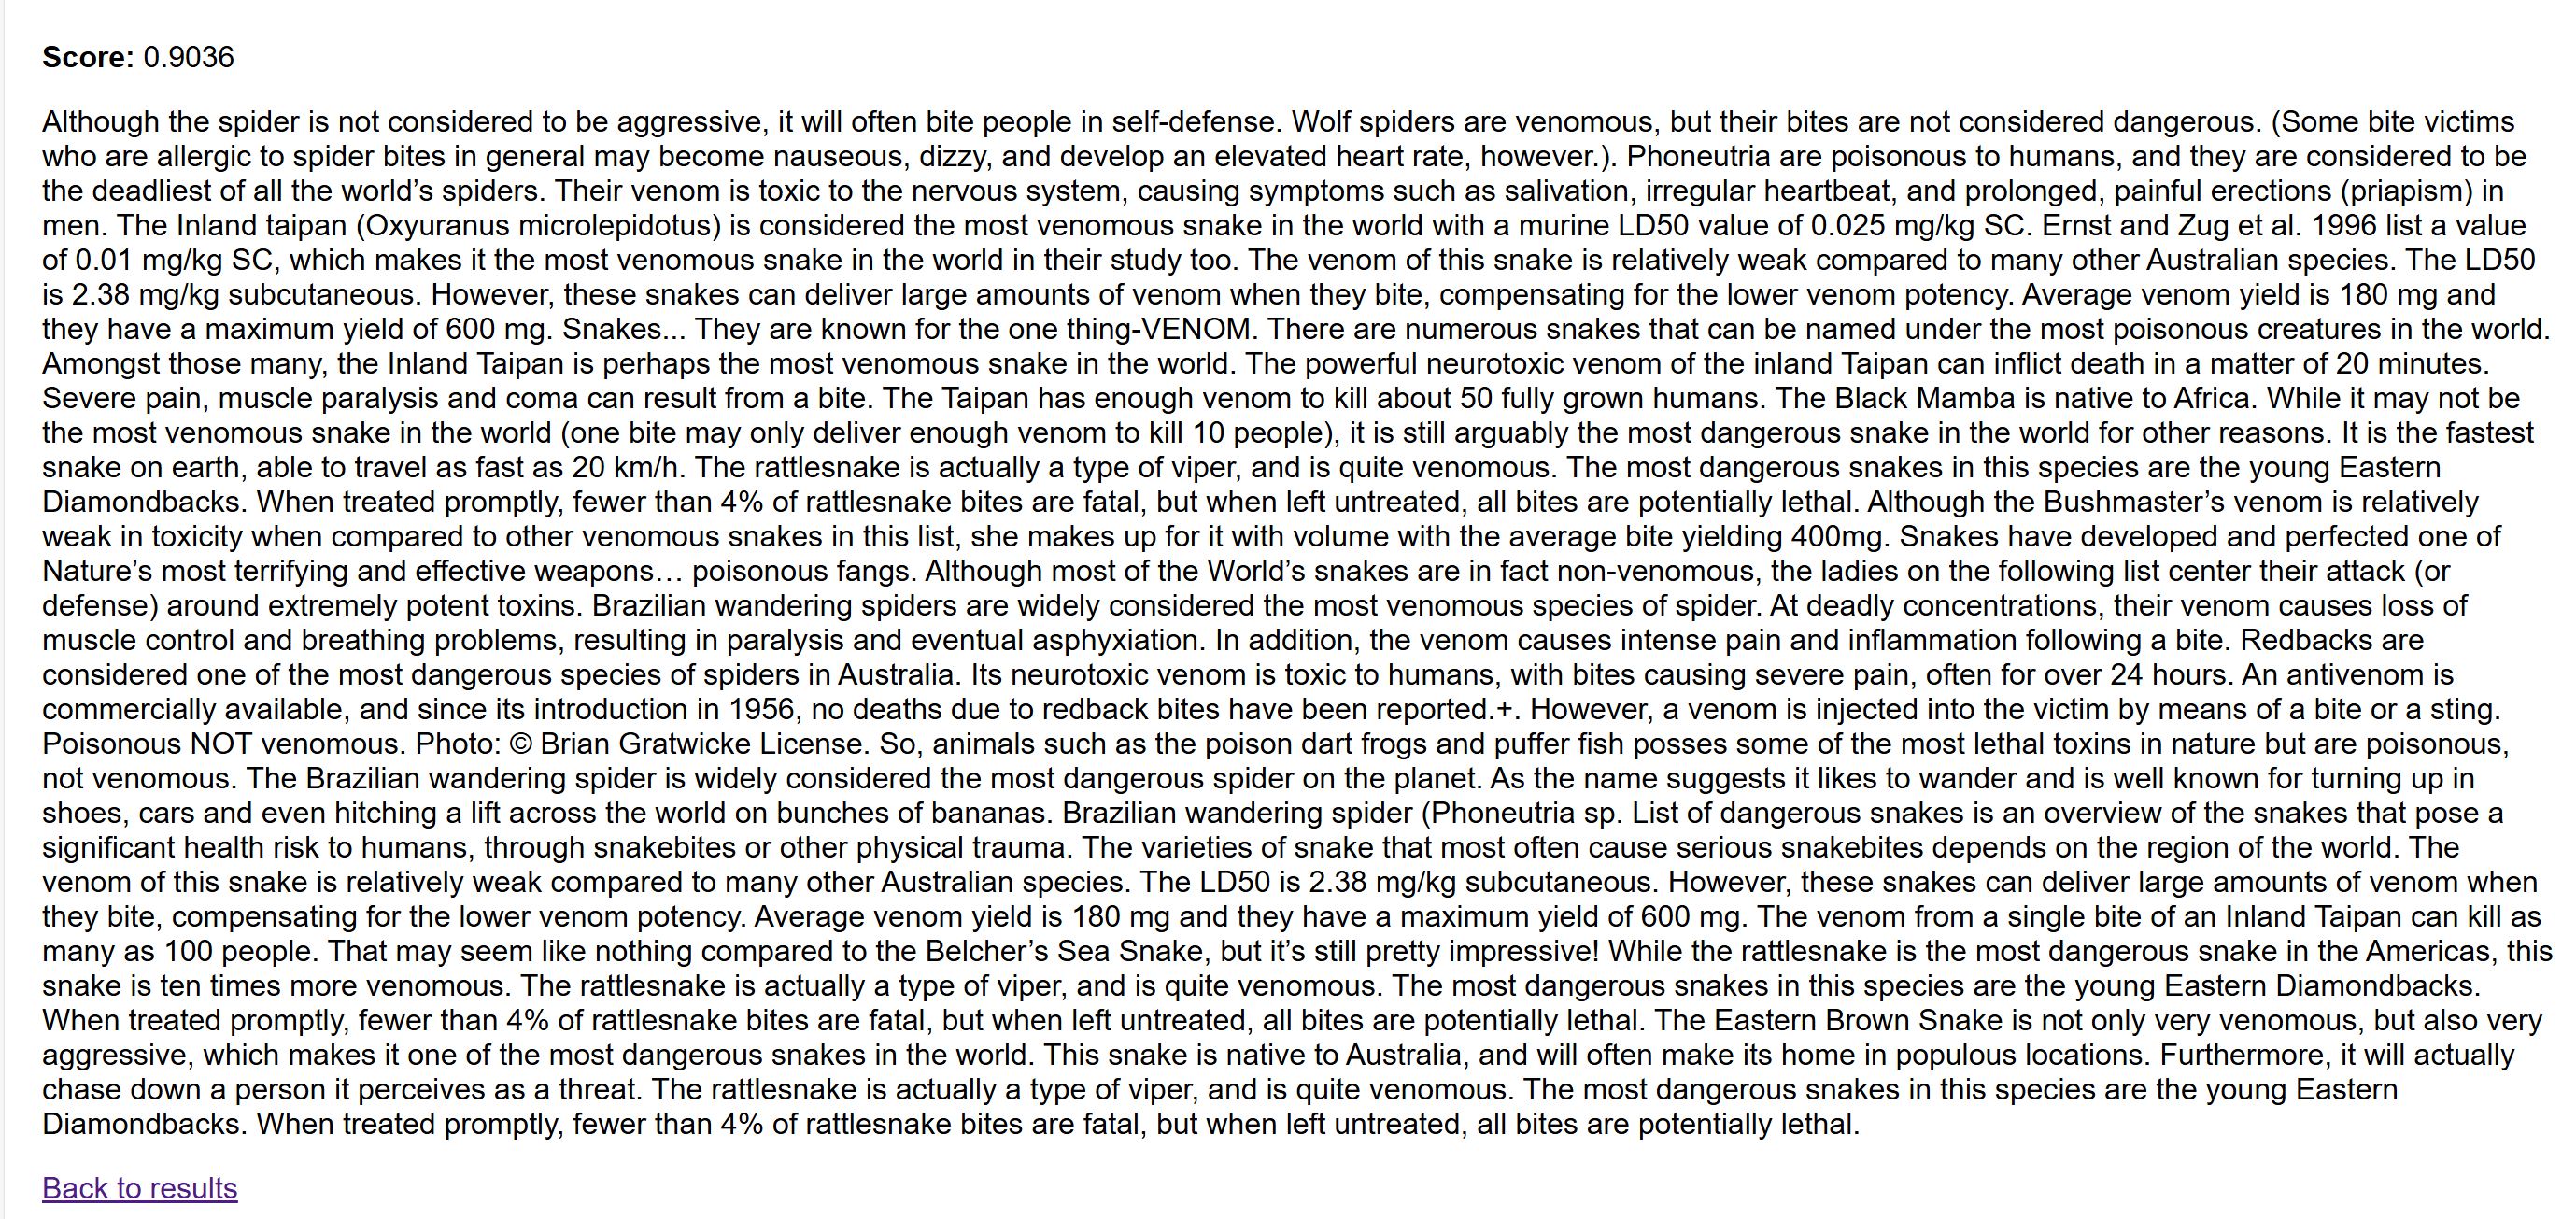 Score: 0.9036
Although the spider is not considered to be aggressive, it will often bite people in self-defense. Wolf spiders are venomous, but their bites are not considered dangerous. (Some bite victims
who are allergic to spider bites in general may become nauseous, dizzy, and develop an elevated heart rate, however.). Phoneutria are poisonous to humans, and they are considered to be
the deadliest of all the world’s spiders. Their venom is toxic to the nervous system, causing symptoms such as salivation, irregular heartbeat, and prolonged, painful erections (priapism) in
men. The Inland taipan (Oxyuranus microlepidotus) is considered the most venomous snake in the world with a murine LD50 value of 0.025 mg/kg SC. Ernst and Zug et al. 1996 list a value
of 0.01 mg/kg SC, which makes it the most venomous snake in the world in their study too. The venom of this snake is relatively weak compared to many other Australian species. The LD50
is 2.38 mg/kg subcutaneous. However, these snakes can deliver large amounts of venom when they bite, compensating for the lower venom potency. Average venom yield is 180 mg and
they have a maximum yield of 600 mg. Snakes... They are known for the one thing-VENOM. There are numerous snakes that can be named under the most poisonous creatures in the world.
Amongst those many, the Inland Taipan is perhaps the most venomous snake in the world. The powerful neurotoxic venom of the inland Taipan can inflict death in a matter of 20 minutes.
Severe pain, muscle paralysis and coma can result from a bite. The Taipan has enough venom to kill about 50 fully grown humans. The Black Mamba is native to Africa. While it may not be
the most venomous snake in the world (one bite may only deliver enough venom to kill 10 people), it is still arguably the most dangerous snake in the world for other reasons. It is the fastest
snake on earth, able to travel as fast as 20 km/h. The rattlesnake is actually a type of viper, and is quite venomous. The most dangerous snakes in this species are the young Eastern
Diamondbacks. When treated promptly, fewer than 4% of rattlesnake bites are fatal, but when left untreated, all bites are potentially lethal. Although the Bushmaster’s venom is relatively
weak in toxicity when compared to other venomous snakes in this list, she makes up for it with volume with the average bite yielding 400mg. Snakes have developed and perfected one of
Nature’s most terrifying and effective weapons… poisonous fangs. Although most of the World’s snakes are in fact non-venomous, the ladies on the following list center their attack (or
defense) around extremely potent toxins. Brazilian wandering spiders are widely considered the most venomous species of spider. At deadly concentrations, their venom causes loss of
muscle control and breathing problems, resulting in paralysis and eventual asphyxiation. In addition, the venom causes intense pain and inflammation following a bite. Redbacks are
considered one of the most dangerous species of spiders in Australia. Its neurotoxic venom is toxic to humans, with bites causing severe pain, often for over 24 hours. An antivenom is
commercially available, and since its introduction in 1956, no deaths due to redback bites have been reported.+. However, a venom is injected into the victim by means of a bite or a sting.
Poisonous NOT venomous. Photo: © Brian Gratwicke License. So, animals such as the poison dart frogs and puffer fish posses some of the most lethal toxins in nature but are poisonous,
not venomous. The Brazilian wandering spider is widely considered the most dangerous spider on the planet. As the name suggests it likes to wander and is well known for turning up in
shoes, cars and even hitching a lift across the world on bunches of bananas. Brazilian wandering spider (Phoneutria sp. List of dangerous snakes is an overview of the snakes that pose a
significant health risk to humans, through snakebites or other physical trauma. The varieties of snake that most often cause serious snakebites depends on the region of the world. The
venom of this snake is relatively weak compared to many other Australian species. The LD50 is 2.38 mg/kg subcutaneous. However, these snakes can deliver large amounts of venom when
they bite, compensating for the lower venom potency. Average venom yield is 180 mg and they have a maximum yield of 600 mg. The venom from a single bite of an Inland Taipan can kill as
many as 100 people. That may seem like nothing compared to the Belcher’s Sea Snake, but it’s still pretty impressive! While the rattlesnake is the most dangerous snake in the Americas, this
snake is ten times more venomous. The rattlesnake is actually a type of viper, and is quite venomous. The most dangerous snakes in this species are the young Eastern Diamondbacks.
When treated promptly, fewer than 4% of rattlesnake bites are fatal, but when left untreated, all bites are potentially lethal. The Eastern Brown Snake is not only very venomous, but also very
aggressive, which makes it one of the most dangerous snakes in the world. This snake is native to Australia, and will often make its home in populous locations. Furthermore, it will actually
chase down a person it perceives as a threat. The rattlesnake is actually a type of viper, and is quite venomous. The most dangerous snakes in this species are the young Eastern
Diamondbacks. When treated promptly, fewer than 4% of rattlesnake bites are fatal, but when left untreated, all bites are potentially lethal.
Back to results